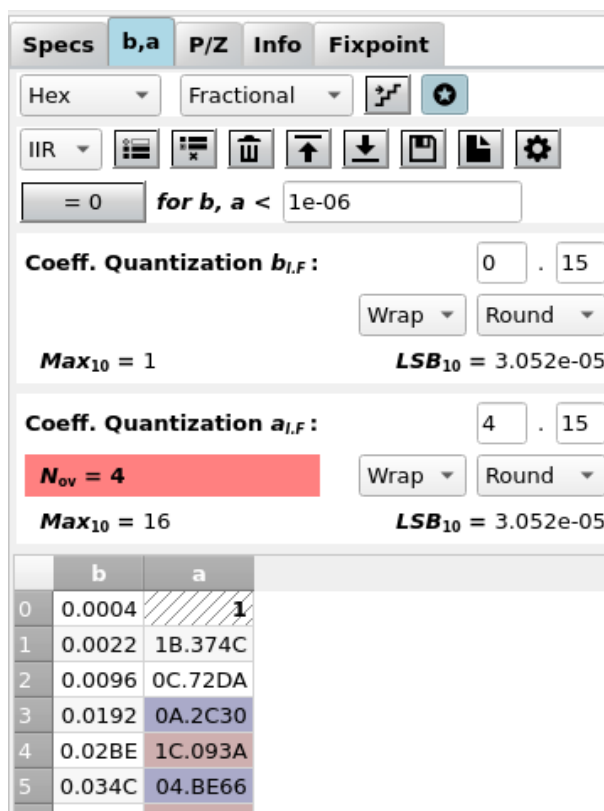 Specs b,a P/Z Info Fixpoint
Hex Fractional
IIR
= 0 for b, a < 1e-06
Coeff. Quantization b_I.F : 0 . 15
Wrap Round
Max10 = 1 LSB10 = 3.052e-05
Coeff. Quantization a_I.F : 4 . 15
N_ov = 4 Wrap Round
Max10 = 16 LSB10 = 3.052e-05
b a
0 0.0004 1
1 0.0022 1B.374C
2 0.0096 0C.72DA
3 0.0192 0A.2C30
4 0.02BE 1C.093A
5 0.034C 04.BE66